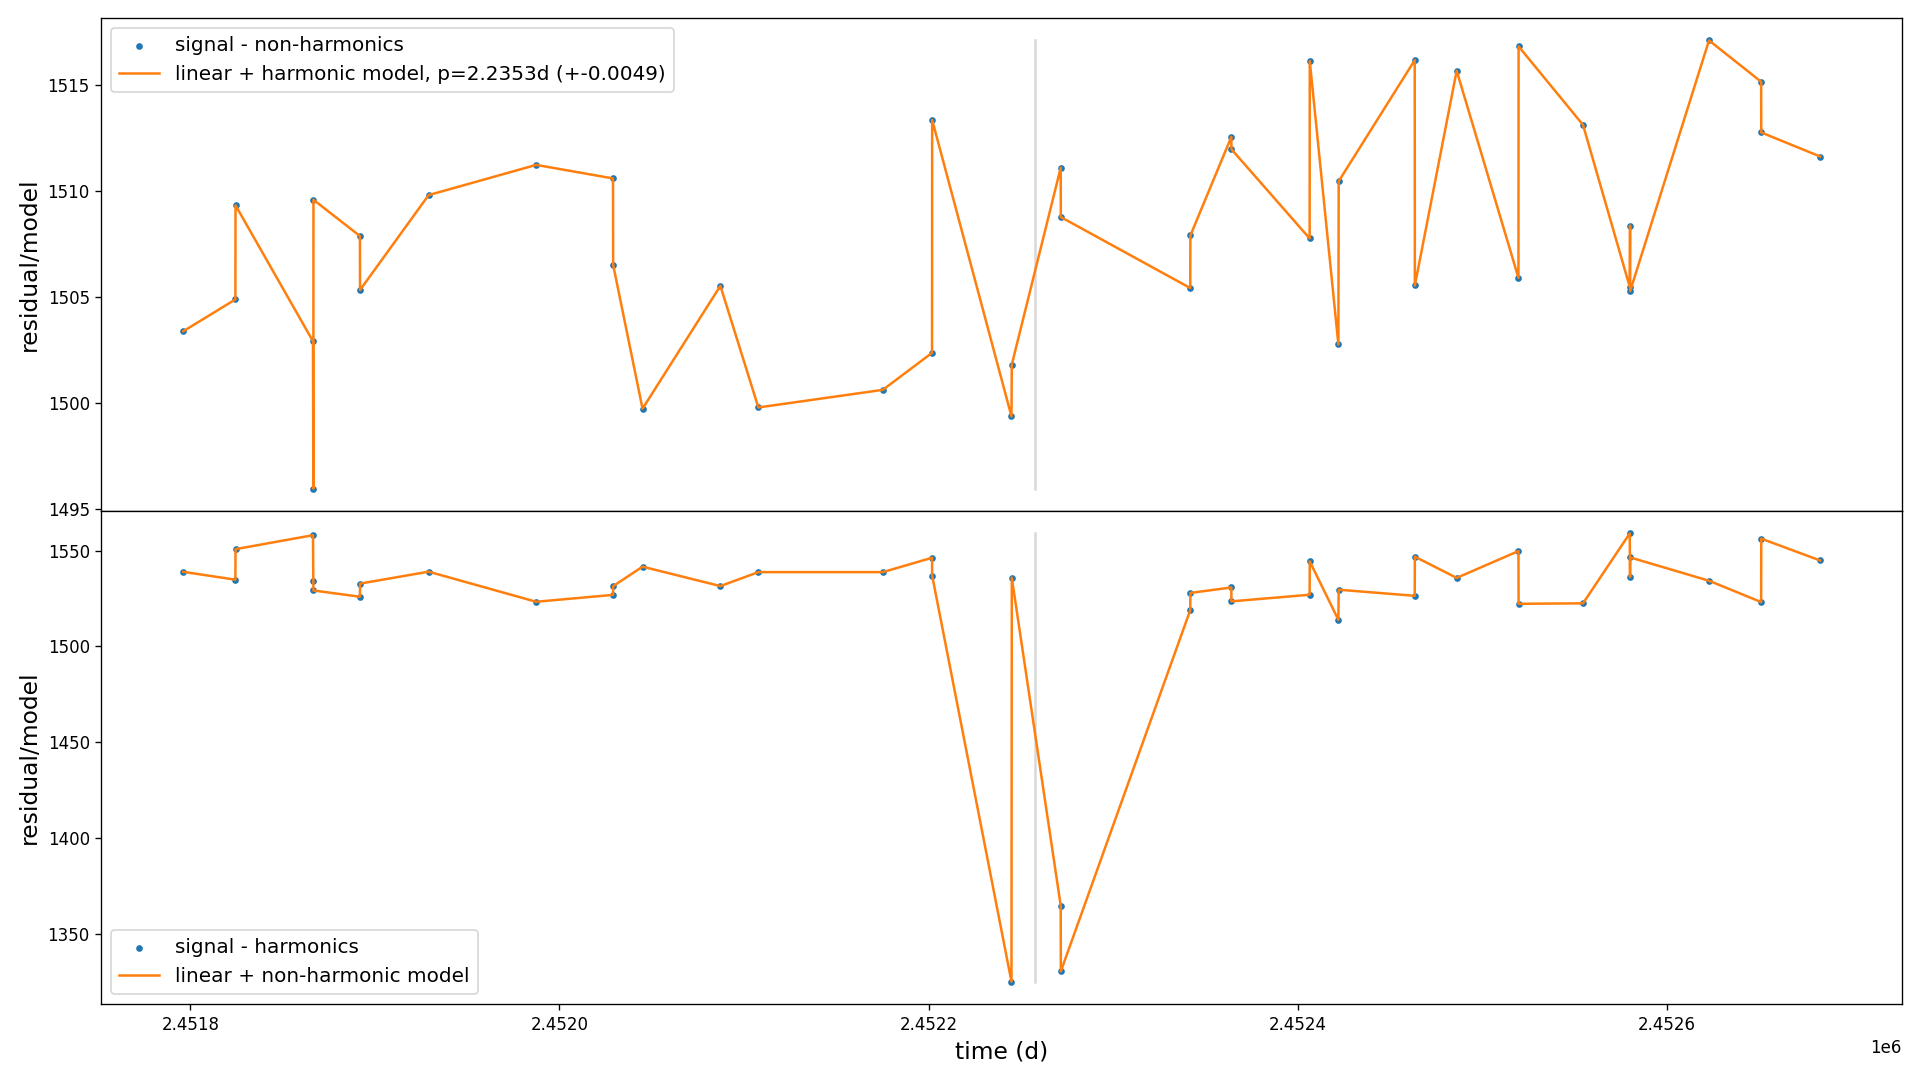 signal - non-harmonics
linear + harmonic model, p=2.2353d (+-0.0049)
1515
1510
1505
1500
1495
residual/model
1550
1500
1450
1400
1350
residual/model
signal - harmonics
linear + non-harmonic model
2.4518 2.4520 2.4522 2.4524 2.4526
1e6
time (d)